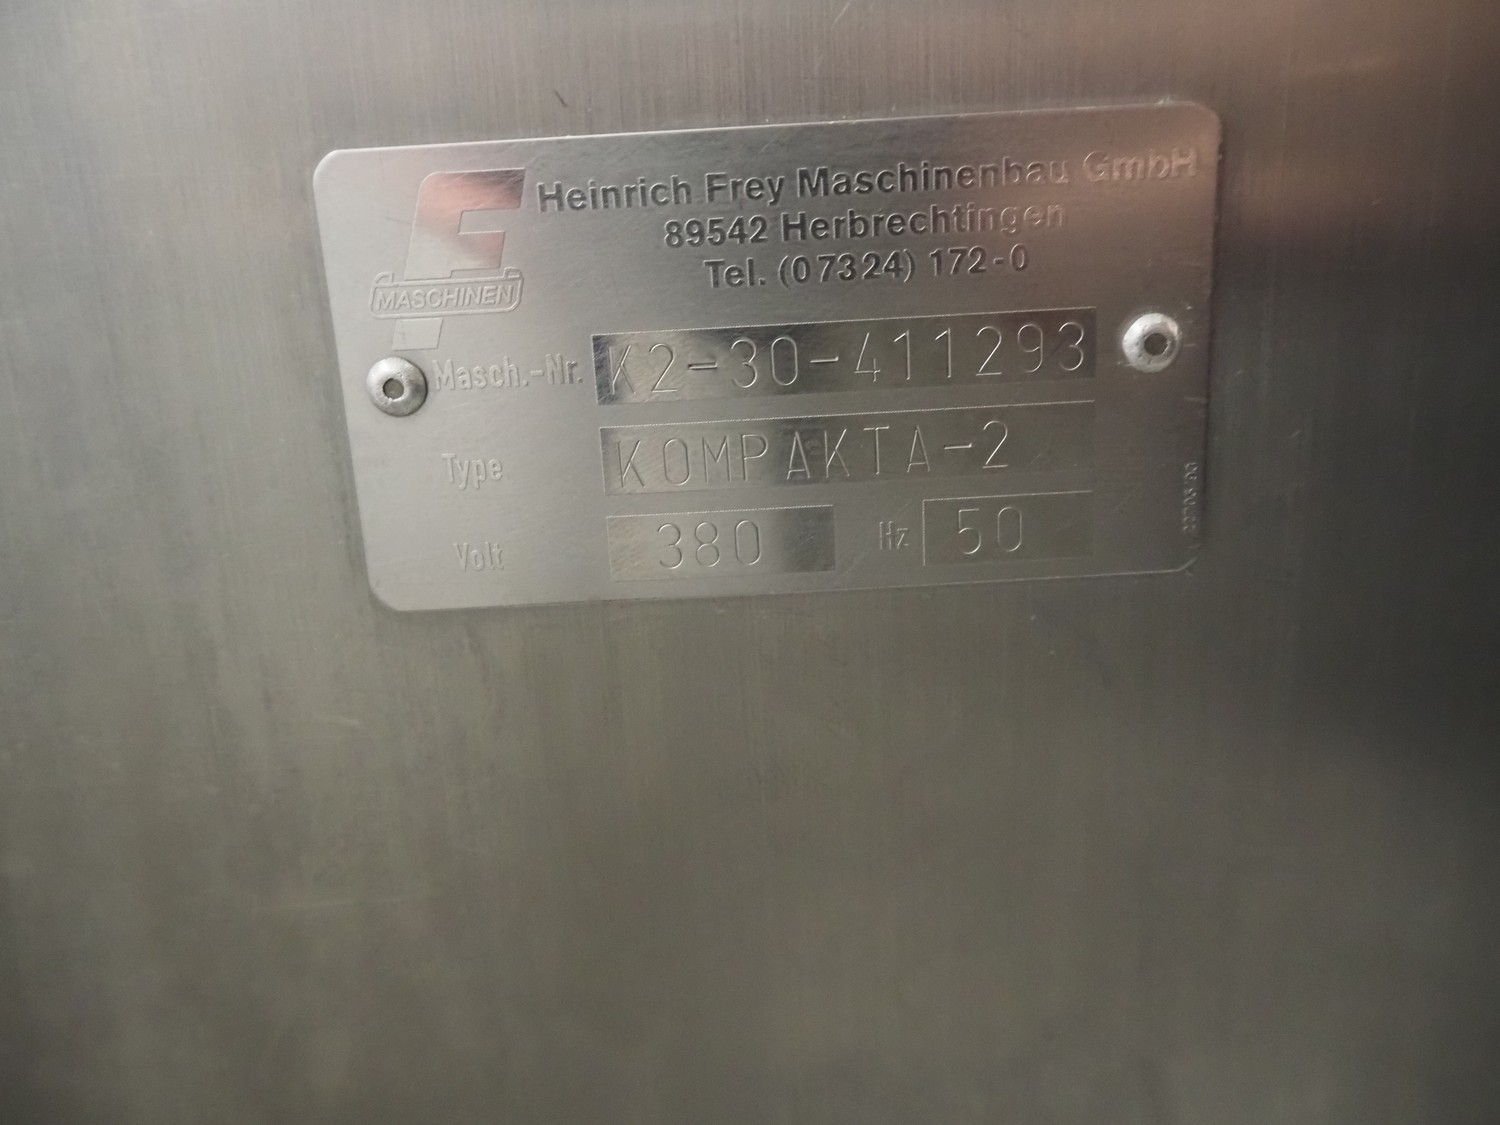 Heinrich Frey Maschinenbau GmbH
89542 Herbrechtingen
Tel. (07324) 172-0
F
MASCHINEN
Masch.-Nr. K2-30-411293
Type KOMPAKTA-2
Volt 380 Hz 50